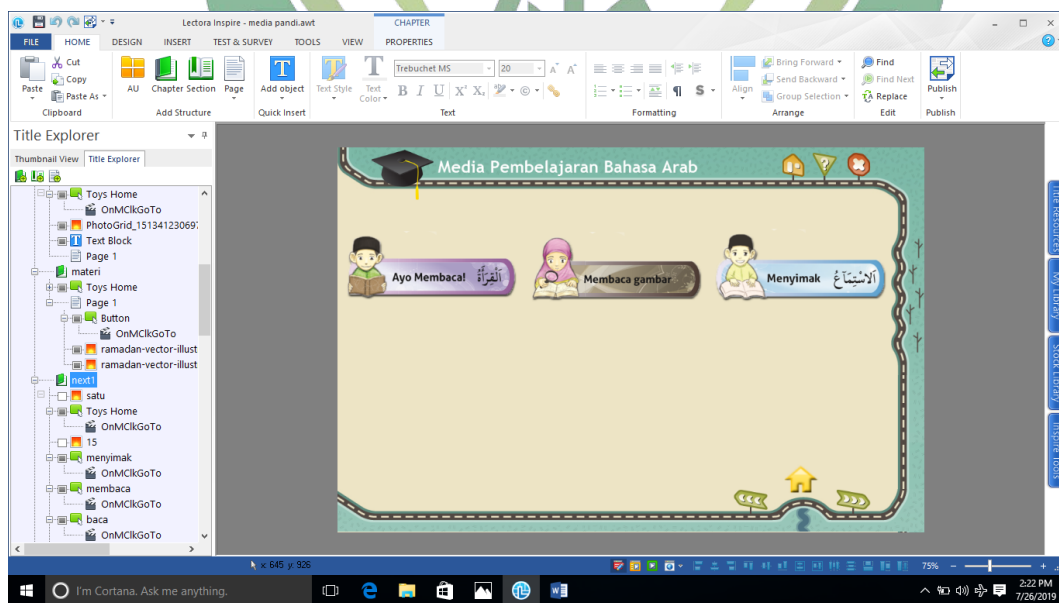 Lectora Inspire - media pandi.awt
CHAPTER
FILE HOME DESIGN INSERT TEST & SURVEY TOOLS VIEW PROPERTIES
Paste
Cut
Copy
Paste As
Clipboard
AU
Chapter
Section
Page
Add Structure
Add object
Quick Insert
Text Style
Text Color
Trebuchet MS 20
B I U X² X₂
Text
Formatting
Align
Bring Forward
Send Backward
Group Selection
Arrange
Find
Find Next
Replace
Edit
Publish
Publish
Title Explorer
Thumbnail View Title Explorer
Toys Home
OnMClkGoTo
PhotoGrid_151341230697
Text Block
Page 1
materi
Toys Home
Page 1
Button
OnMClkGoTo
ramadan-vector-illust
ramadan-vector-illust
next1
satu
Toys Home
OnMClkGoTo
15
menyimak
OnMClkGoTo
membaca
OnMClkGoTo
baca
OnMClkGoTo
Media Pembelajaran Bahasa Arab
Ayo Membaca! اَلْقِرَأَةُ
Membaca gambar
Menyimak اَلاسْتِمَاعُ
Title Resources
My Library
Stock Library
Inspire Tools
x: 645 y: 926
75%
I'm Cortana. Ask me anything.
2:22 PM
7/26/2019